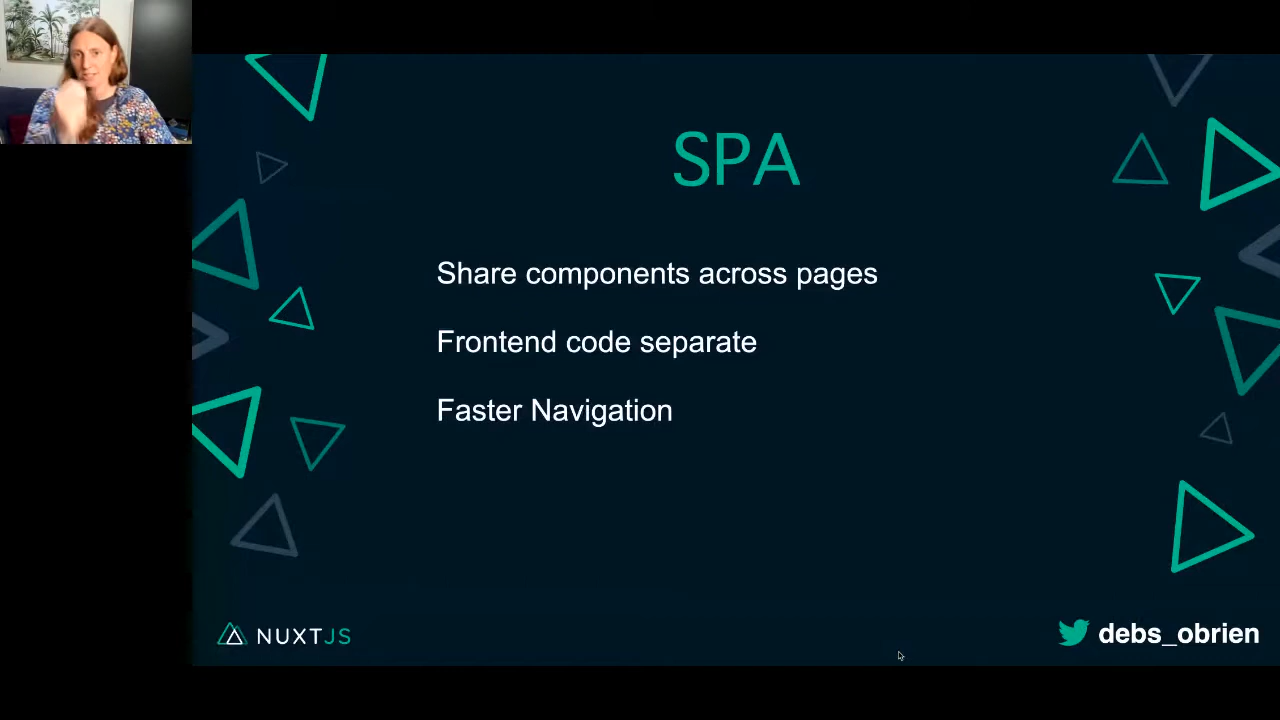 SPA
Share components across pages
Frontend code separate
Faster Navigation
NUXTJS
debs_obrien